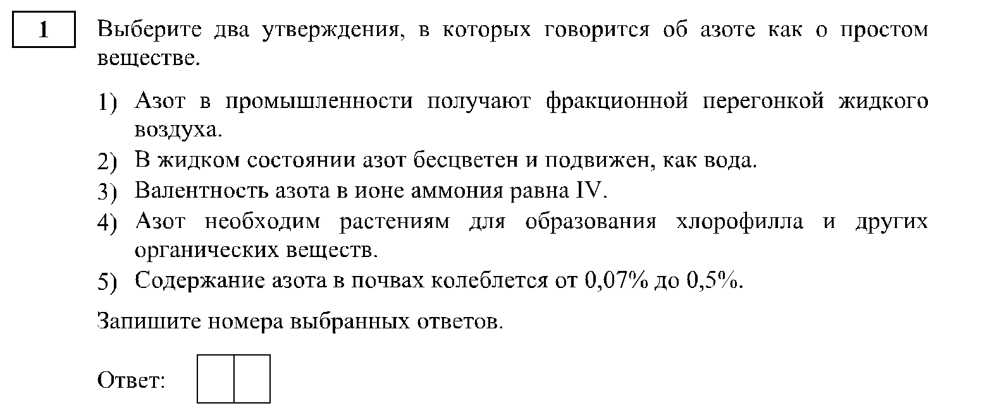 1
Выберите два утверждения, в которых говорится об азоте как о простом
веществе.
1) Азот в промышленности получают фракционной перегонкой жидкого
воздуха.
2) В жидком состоянии азот бесцветен и подвижен, как вода.
3) Валентность азота в ионе аммония равна IV.
4) Азот необходим растениям для образования хлорофилла и других
органических веществ.
5) Содержание азота в почвах колеблется от 0,07% до 0,5%.
Запишите номера выбранных ответов.
Ответ: